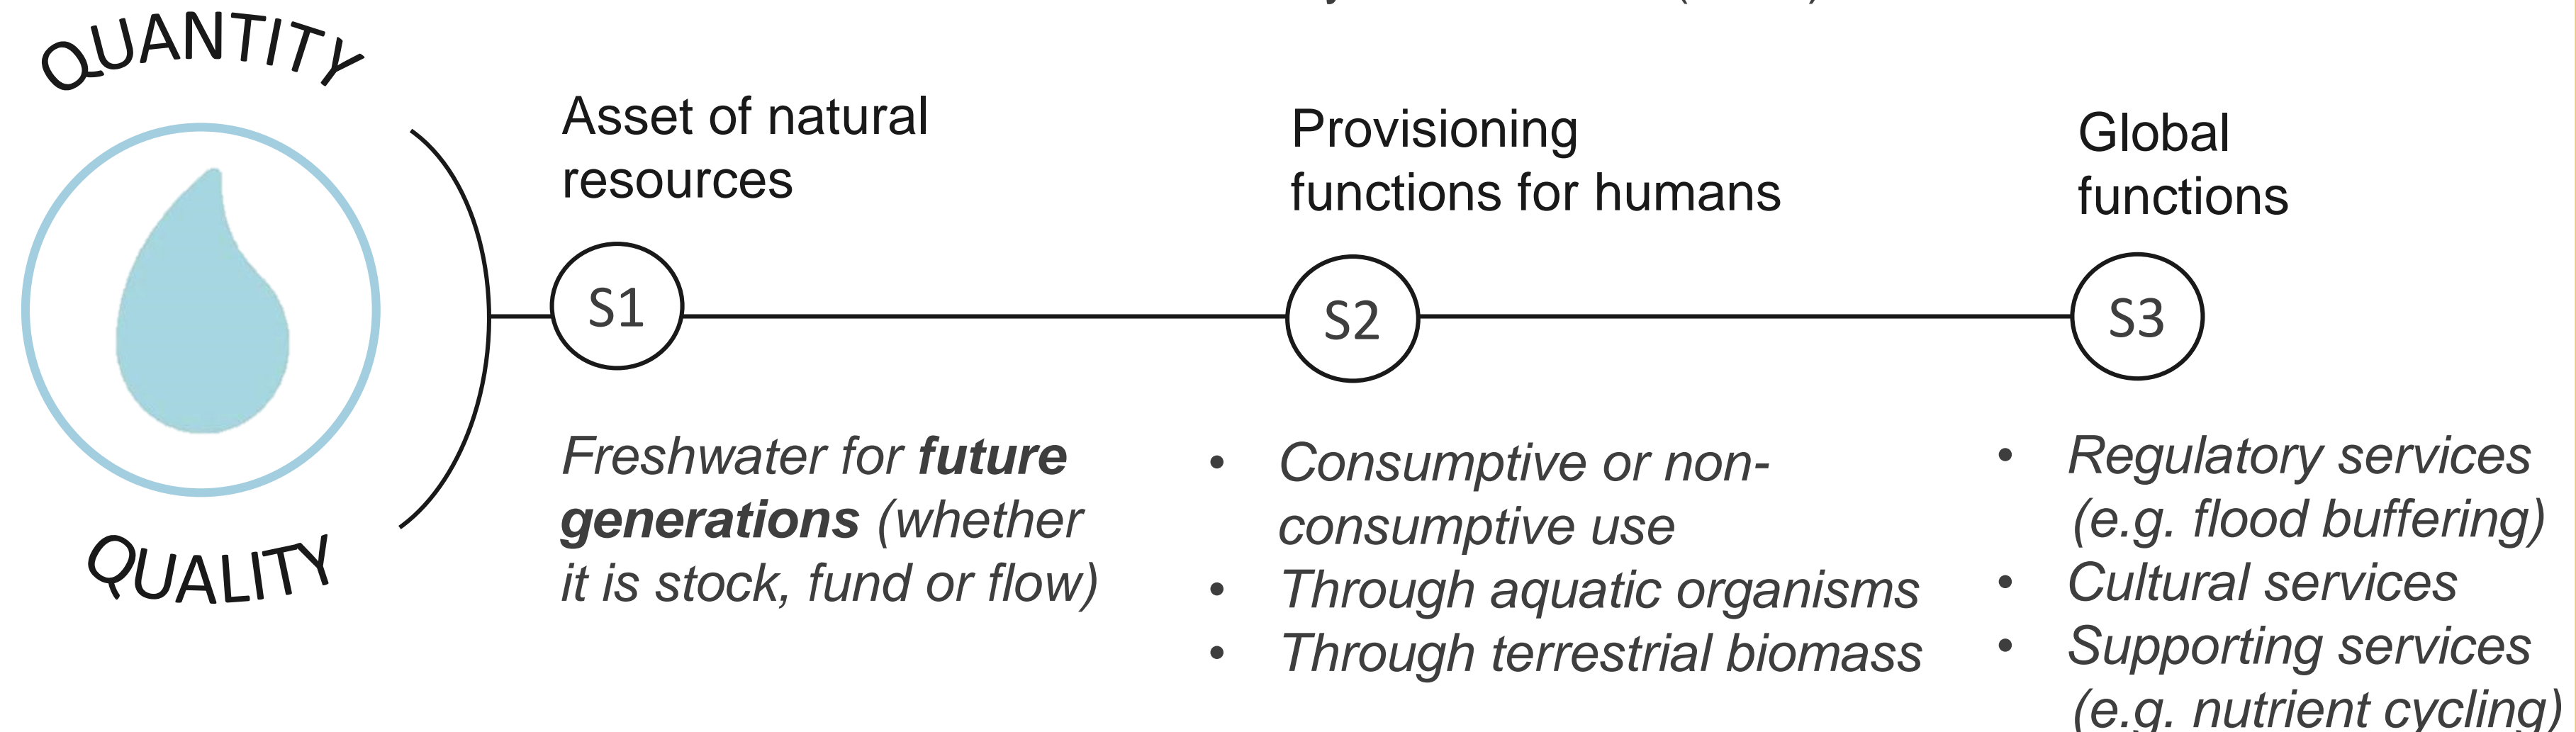 QUANTITY
QUALITY
Asset of natural
resources
S1
Freshwater for future
generations (whether
it is stock, fund or flow)
Provisioning
functions for humans
S2
• Consumptive or non-
consumptive use
• Through aquatic organisms
• Through terrestrial biomass
Global
functions
S3
• Regulatory services
(e.g. flood buffering)
• Cultural services
• Supporting services
(e.g. nutrient cycling)